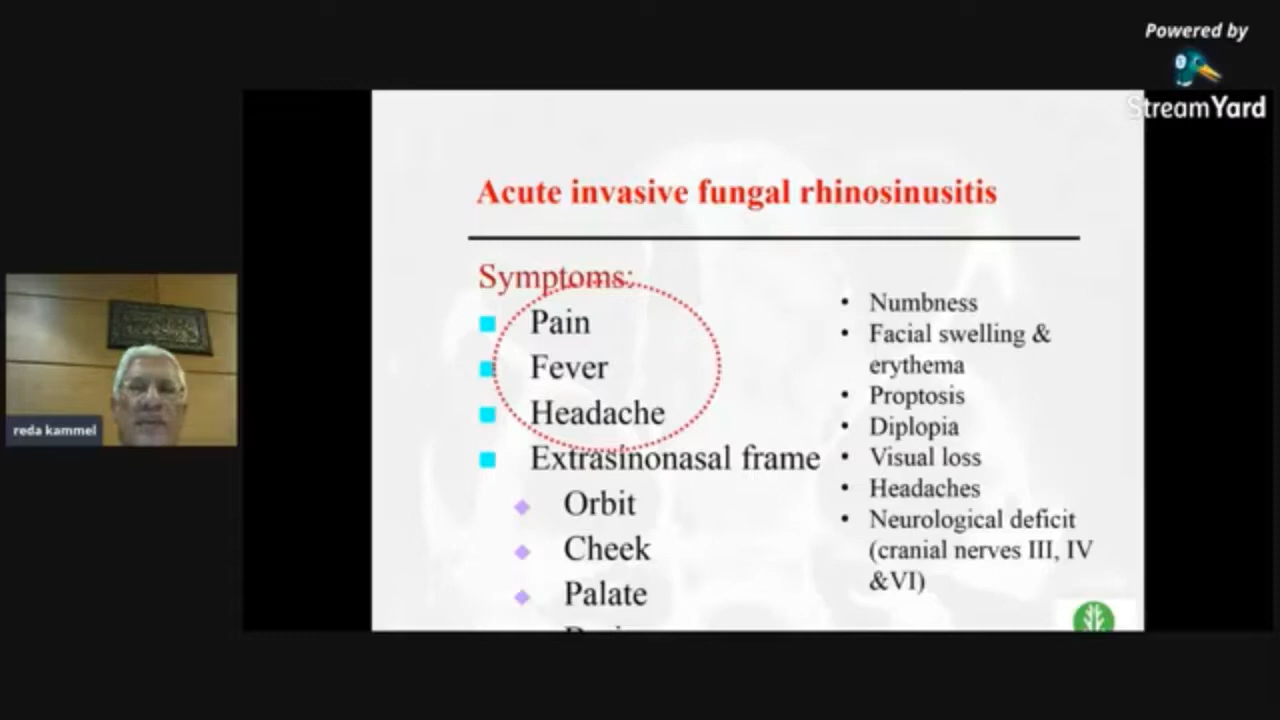 Powered by
StreamYard
Acute invasive fungal rhinosinusitis
Symptoms:
Pain
Fever
Headache
Extrasinonasal frame
Orbit
Cheek
Palate
• Numbness
• Facial swelling &
erythema
• Proptosis
• Diplopia
• Visual loss
• Headaches
• Neurological deficit
(cranial nerves III, IV
&VI)
reda kammel